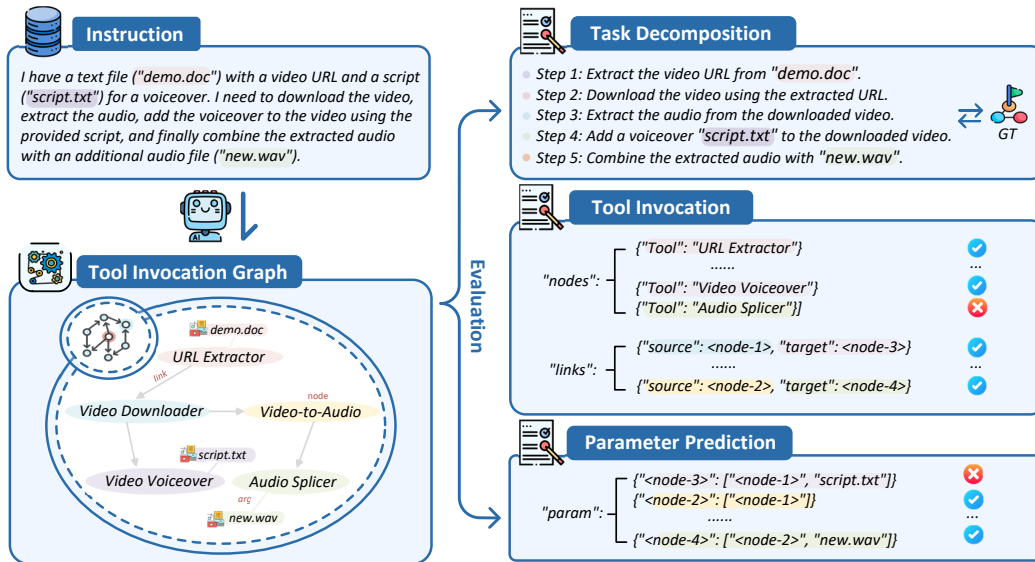 Instruction
I have a text file ("demo.doc") with a video URL and a script
("script.txt") for a voiceover. I need to download the video,
extract the audio, add the voiceover to the video using the
provided script, and finally combine the extracted audio
with an additional audio file ("new.wav").
AI
Tool Invocation Graph
demo.doc
URL Extractor
link
node
Video Downloader
Video-to-Audio
script.txt
Video Voiceover
Audio Splicer
arg
new.wav
Evaluation
Task Decomposition
Step 1: Extract the video URL from "demo.doc".
Step 2: Download the video using the extracted URL.
Step 3: Extract the audio from the downloaded video.
Step 4: Add a voiceover "script.txt" to the downloaded video.
Step 5: Combine the extracted audio with "new.wav".
GT
Tool Invocation
"nodes":
{"Tool": "URL Extractor"}
......
...
{"Tool": "Video Voiceover"}
{"Tool": "Audio Splicer"}]
"links":
{"source": <node-1>, "target": <node-3>}
......
...
{"source": <node-2>, "target": <node-4>}
Parameter Prediction
"param":
{"<node-3>": ["<node-1>", "script.txt"]}
{"<node-2>": ["<node-1>"]}
......
...
{"<node-4>": ["<node-2>", "new.wav"]}